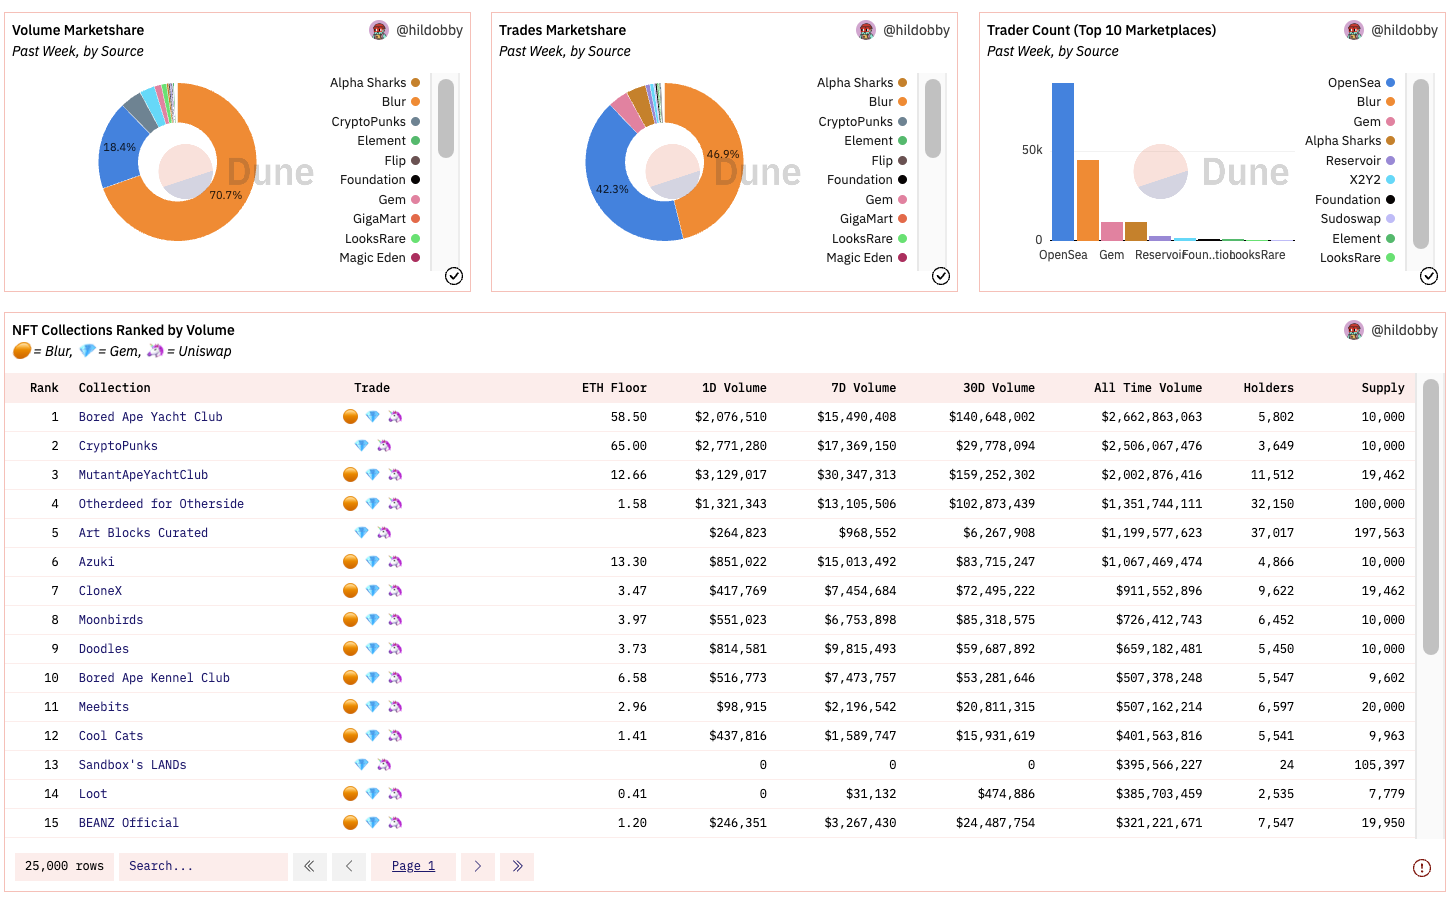 Volume Marketshare
@hildobby
Past Week, by Source
18.4%
70.7%
Dune
Alpha Sharks
Blur
CryptoPunks
Element
Flip
Foundation
Gem
GigaMart
LooksRare
Magic Eden
Trades Marketshare
@hildobby
Past Week, by Source
46.9%
42.3%
Dune
Alpha Sharks
Blur
CryptoPunks
Element
Flip
Foundation
Gem
GigaMart
LooksRare
Magic Eden
Trader Count (Top 10 Marketplaces)
@hildobby
Past Week, by Source
50k
0
Dune
OpenSea Gem Reservoir Foun..tion LooksRare
OpenSea
Blur
Gem
Alpha Sharks
Reservoir
X2Y2
Foundation
Sudoswap
Element
LooksRare
NFT Collections Ranked by Volume
@hildobby
= Blur, = Gem, = Uniswap
Rank Collection Trade ETH Floor 1D Volume 7D Volume 30D Volume All Time Volume Holders Supply
1 Bored Ape Yacht Club 58.50 $2,076,510 $15,490,408 $140,648,002 $2,662,863,063 5,802 10,000
2 CryptoPunks 65.00 $2,771,280 $17,369,150 $29,778,094 $2,506,067,476 3,649 10,000
3 MutantApeYachtClub 12.66 $3,129,017 $30,347,313 $159,252,302 $2,002,876,416 11,512 19,462
4 Otherdeed for Otherside 1.58 $1,321,343 $13,105,506 $102,873,439 $1,351,744,111 32,150 100,000
5 Art Blocks Curated $264,823 $968,552 $6,267,908 $1,199,577,623 37,017 197,563
6 Azuki 13.30 $851,022 $15,013,492 $83,715,247 $1,067,469,474 4,866 10,000
7 CloneX 3.47 $417,769 $7,454,684 $72,495,222 $911,552,896 9,622 19,462
8 Moonbirds 3.97 $551,023 $6,753,898 $85,318,575 $726,412,743 6,452 10,000
9 Doodles 3.73 $814,581 $9,815,493 $59,687,892 $659,182,481 5,450 10,000
10 Bored Ape Kennel Club 6.58 $516,773 $7,473,757 $53,281,646 $507,378,248 5,547 9,602
11 Meebits 2.96 $98,915 $2,196,542 $20,811,315 $507,162,214 6,597 20,000
12 Cool Cats 1.41 $437,816 $1,589,747 $15,931,619 $401,563,816 5,541 9,963
13 Sandbox's LANDs 0 0 0 $395,566,227 24 105,397
14 Loot 0.41 0 $31,132 $474,886 $385,703,459 2,535 7,779
15 BEANZ Official 1.20 $246,351 $3,267,430 $24,487,754 $321,221,671 7,547 19,950
25,000 rows Search... Page 1